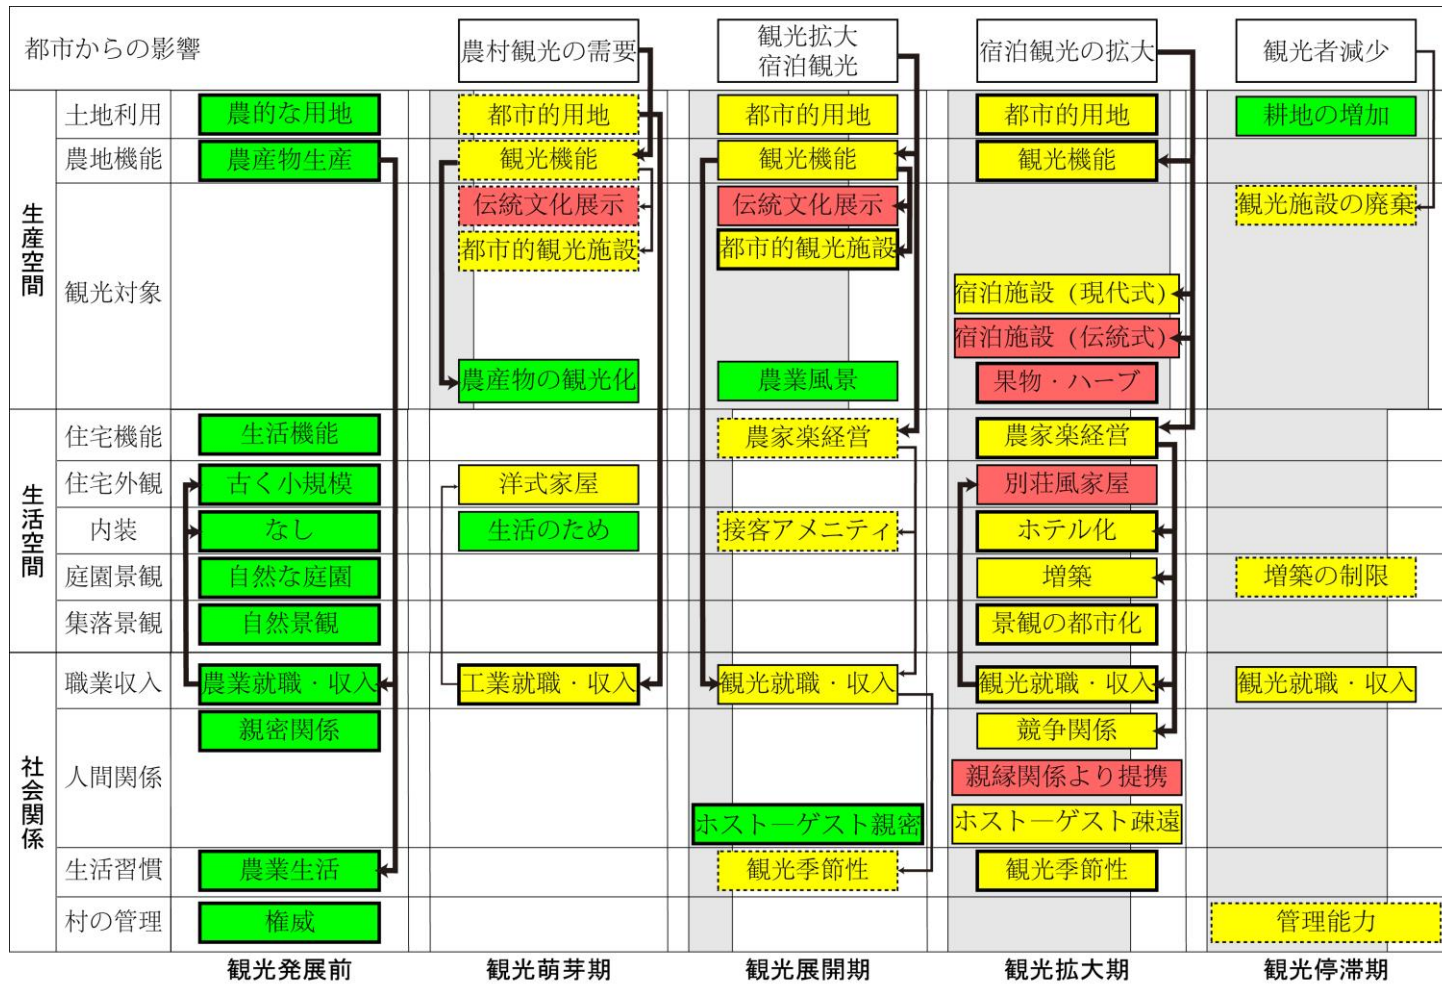 都市からの影響
農村観光の需要
観光拡大
宿泊観光
宿泊観光の拡大
観光者減少
生産空間
土地利用
農的な用地
都市的用地
都市的用地
都市的用地
耕地の増加
農地機能
農産物生産
観光機能
観光機能
観光機能
観光対象
伝統文化展示
伝統文化展示
観光施設の廃棄
都市的観光施設
都市的観光施設
宿泊施設（現代式）
宿泊施設（伝統式）
農産物の観光化
農業風景
果物・ハーブ
生活空間
住宅機能
生活機能
農家楽経営
農家楽経営
住宅外観
古く小規模
洋式家屋
別荘風家屋
内装
なし
生活のため
接客アメニティ
ホテル化
庭園景観
自然な庭園
増築
増築の制限
集落景観
自然景観
景観の都市化
社会関係
職業収入
農業就職・収入
工業就職・収入
観光就職・収入
観光就職・収入
観光就職・収入
人間関係
親密関係
競争関係
親縁関係より提携
ホスト―ゲスト親密
ホスト―ゲスト疎遠
生活習慣
農業生活
観光季節性
観光季節性
村の管理
権威
管理能力
観光発展前
観光萌芽期
観光展開期
観光拡大期
観光停滞期